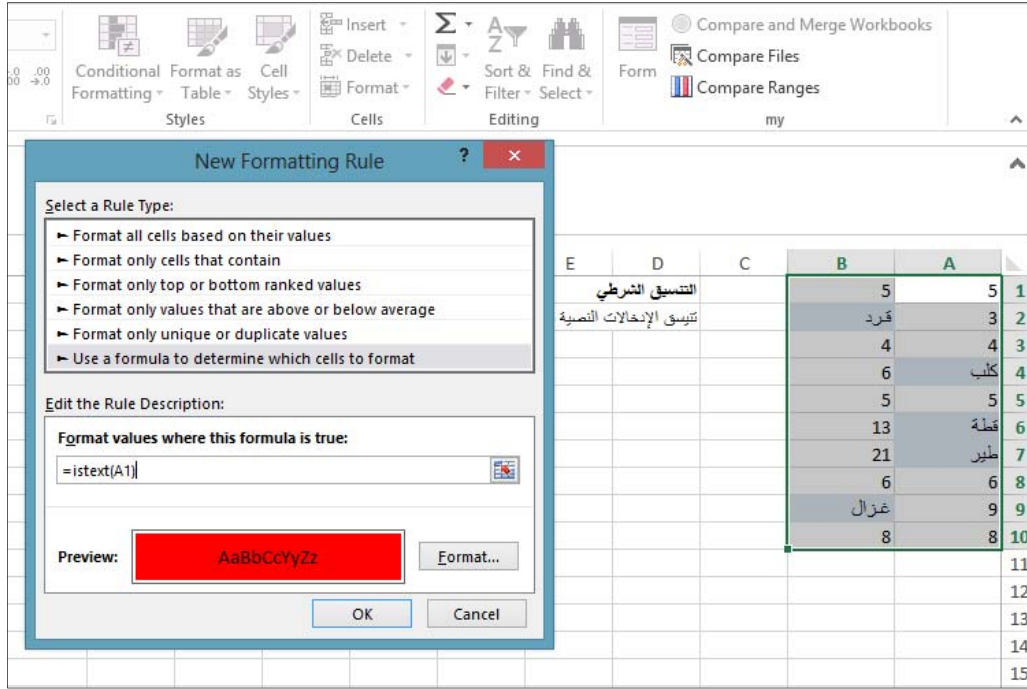 Insert
Delete
Format
Conditional Formatting
Format as Table
Cell Styles
Sort & Filter
Find & Select
Form
Compare and Merge Workbooks
Compare Files
Compare Ranges
Styles
Cells
Editing
my
New Formatting Rule
? ×
Select a Rule Type:
► Format all cells based on their values
► Format only cells that contain
► Format only top or bottom ranked values
► Format only values that are above or below average
► Format only unique or duplicate values
► Use a formula to determine which cells to format
Edit the Rule Description:
Format values where this formula is true:
=istext(A1)
Preview:
AaBbCcYyZz
Format...
OK
Cancel
E D C B A
التنسيق الشرطي 5 5 1
تنيسق الإدخالات النصية قرد 3 2
4 4 3
6 كلب 4
5 5 5
13 قطة 6
21 طير 7
6 6 8
غزال 9 9
8 8 10
11
12
13
14
15